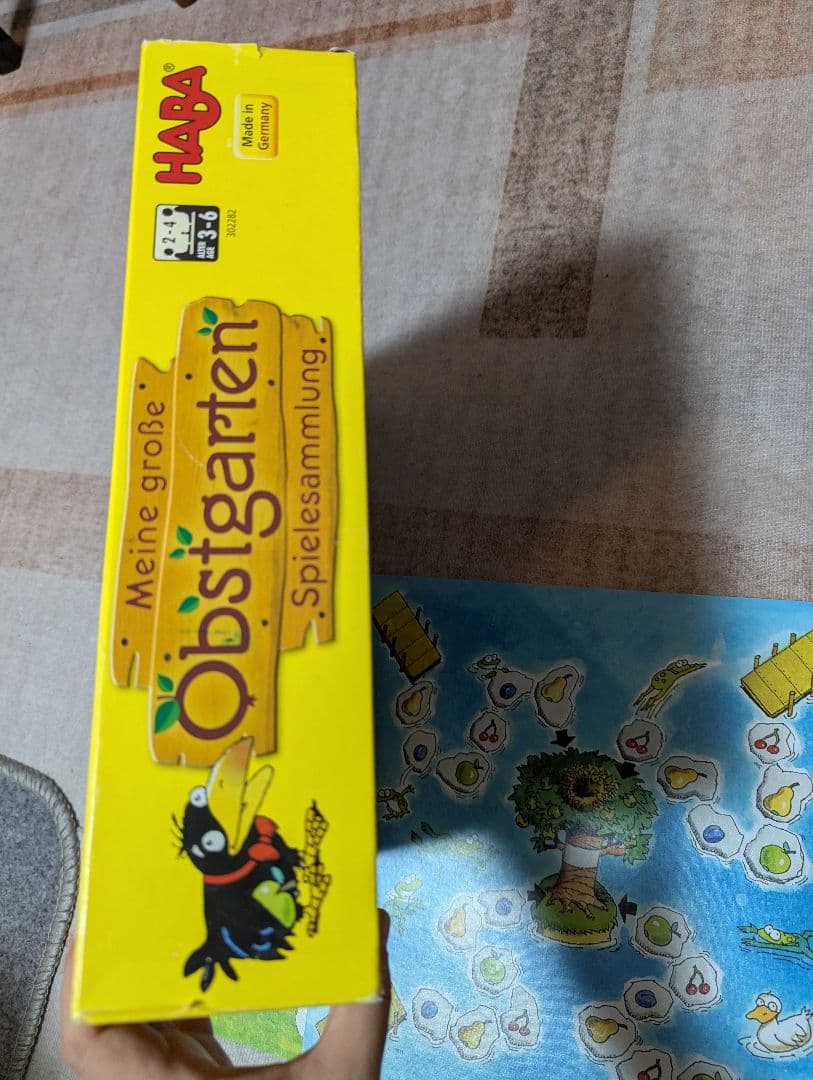 HABA®
Made in
Germany
2-4
ALTER
AGE
3-6
302282
Meine große
Obstgarten
Spielesammlung